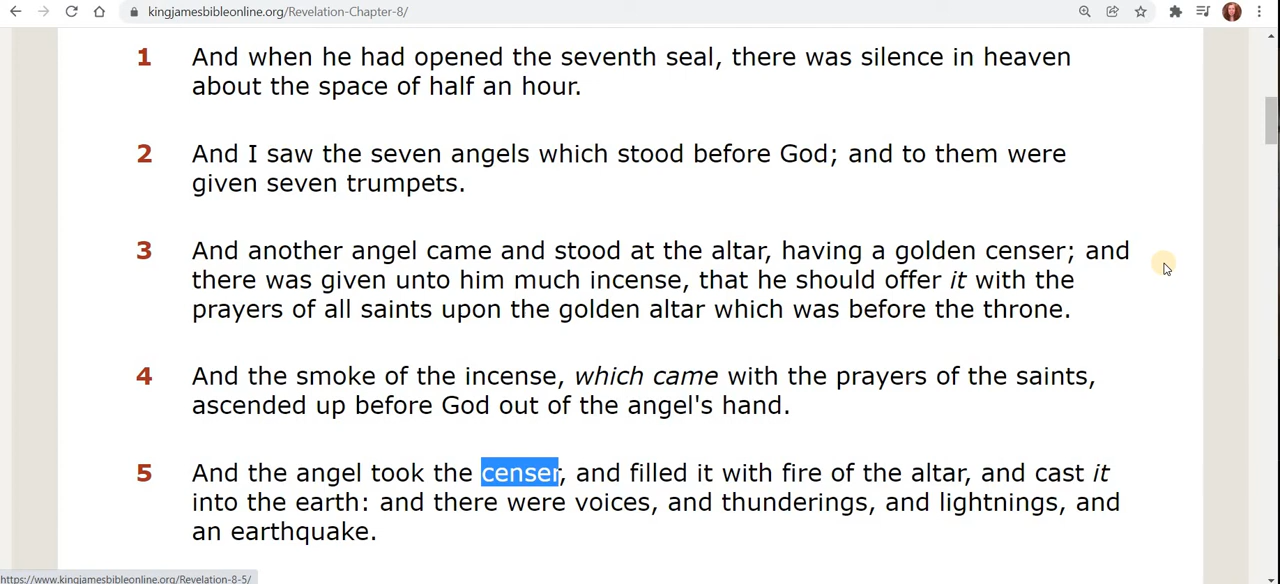 kingjamesbibleonline.org/Revelation-Chapter-8/
1 And when he had opened the seventh seal, there was silence in heaven
about the space of half an hour.
2 And I saw the seven angels which stood before God; and to them were
given seven trumpets.
3 And another angel came and stood at the altar, having a golden censer; and
there was given unto him much incense, that he should offer it with the
prayers of all saints upon the golden altar which was before the throne.
4 And the smoke of the incense, which came with the prayers of the saints,
ascended up before God out of the angel's hand.
5 And the angel took the censer, and filled it with fire of the altar, and cast it
into the earth: and there were voices, and thunderings, and lightnings, and
an earthquake.
https://www.kingjamesbibleonline.org/Revelation-8-5/